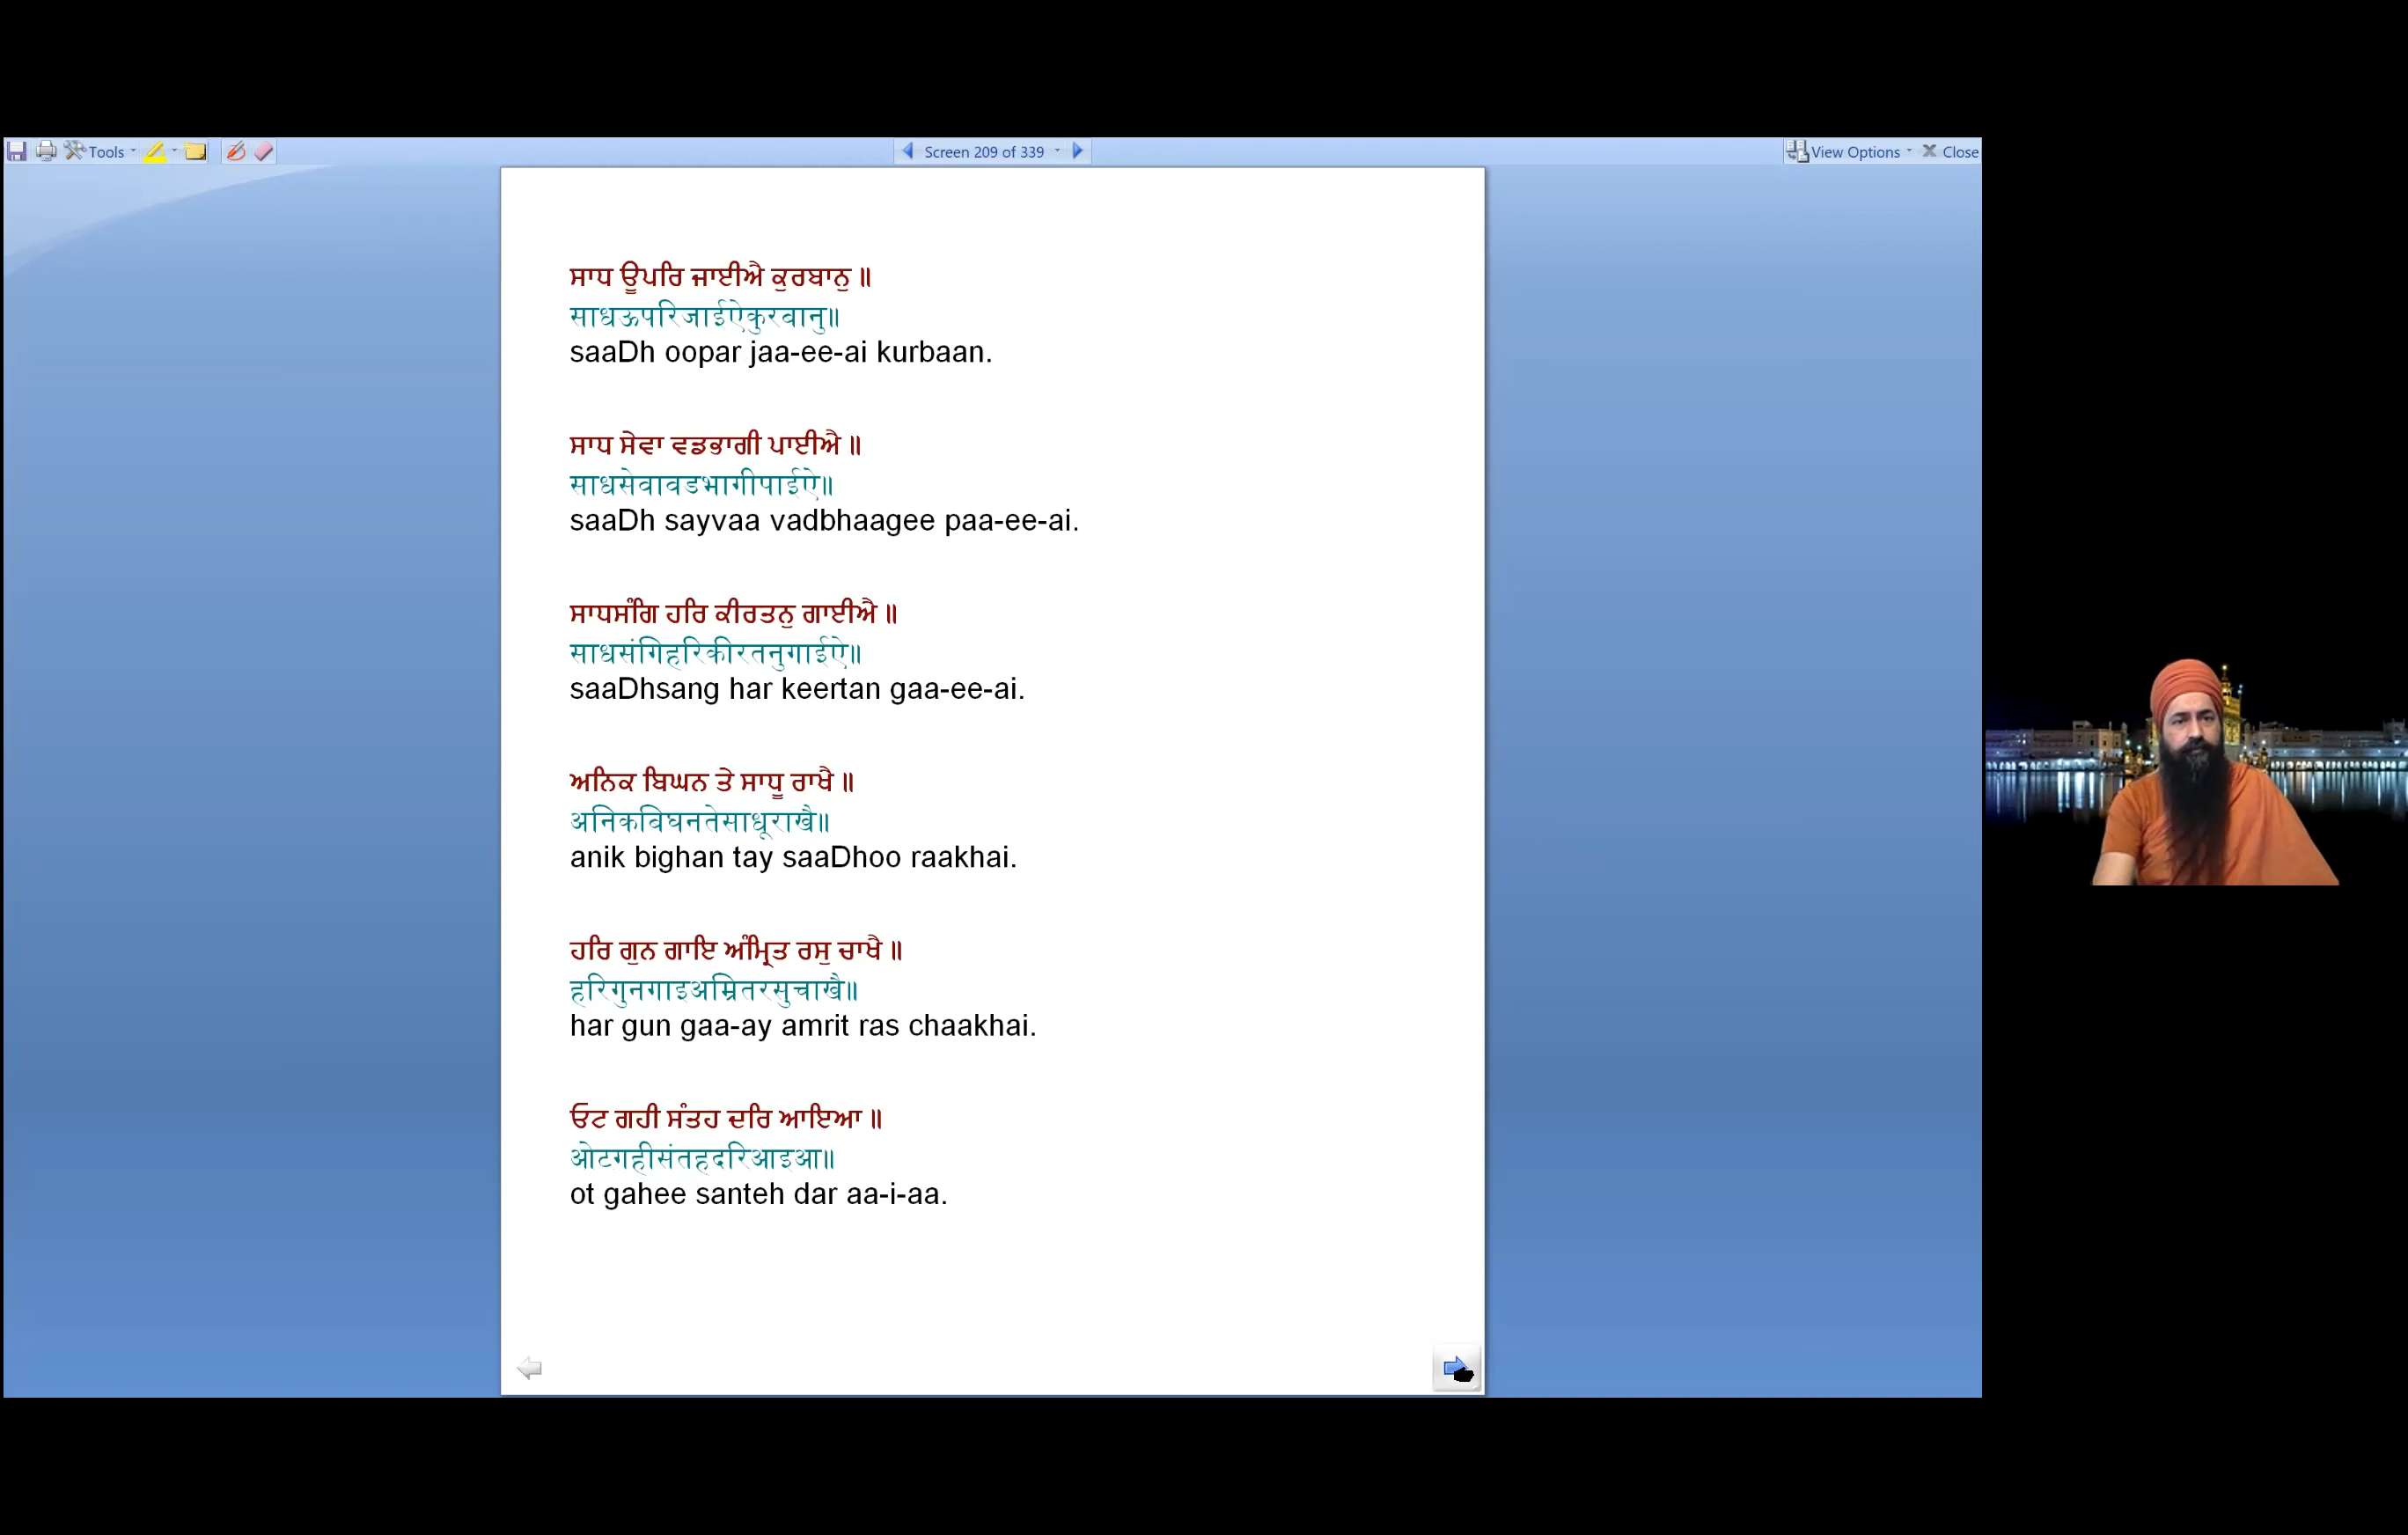 Tools
Screen 209 of 339
View Options
Close
ਸਾਧ ਊਪਰਿ ਜਾਈਐ ਕੁਰਬਾਨੁ ॥
साधऊपरिजाईऐकुरबानु॥
saaDh oopar jaa-ee-ai kurbaan.
ਸਾਧ ਸੇਵਾ ਵਡਭਾਗੀ ਪਾਈਐ ॥
साधसेवावडभागीपाईऐ॥
saaDh sayvaa vadbhaagee paa-ee-ai.
ਸਾਧਸੰਗਿ ਹਰਿ ਕੀਰਤਨੁ ਗਾਈਐ ॥
साधसंगिहरिकीरतनुगाईऐ॥
saaDhsang har keertan gaa-ee-ai.
ਅਨਿਕ ਬਿਘਨ ਤੇ ਸਾਧੂ ਰਾਖੈ ॥
अनिकबिघनतेसाधूराखै॥
anik bighan tay saaDhoo raakhai.
ਹਰਿ ਗੁਨ ਗਾਇ ਅੰਮ੍ਰਿਤ ਰਸੁ ਚਾਖੈ ॥
हरिगुनगाइअम्रितरसुचाखै॥
har gun gaa-ay amrit ras chaakhai.
ਓਟ ਗਹੀ ਸੰਤਹ ਦਰਿ ਆਇਆ ॥
ओटगहीसंतहदरिआइआ॥
ot gahee santeh dar aa-i-aa.